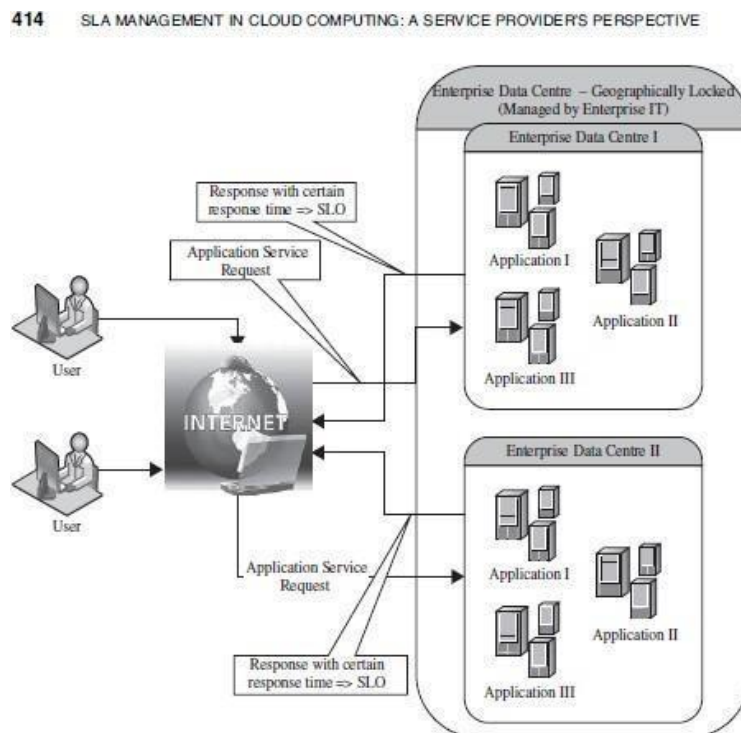 414 SLA MANAGEMENT IN CLOUD COMPUTING: A SERVICE PROVIDER'S PERSPECTIVE
Enterprise Data Centre – Geographically Locked
(Managed by Enterprise IT)
Enterprise Data Centre I
Response with certain
response time => SLO
Application Service
Request
Application I
Application II
Application III
User
INTERNET
User
Enterprise Data Centre II
Application Service
Request
Application I
Application II
Application III
Response with certain
response time => SLO